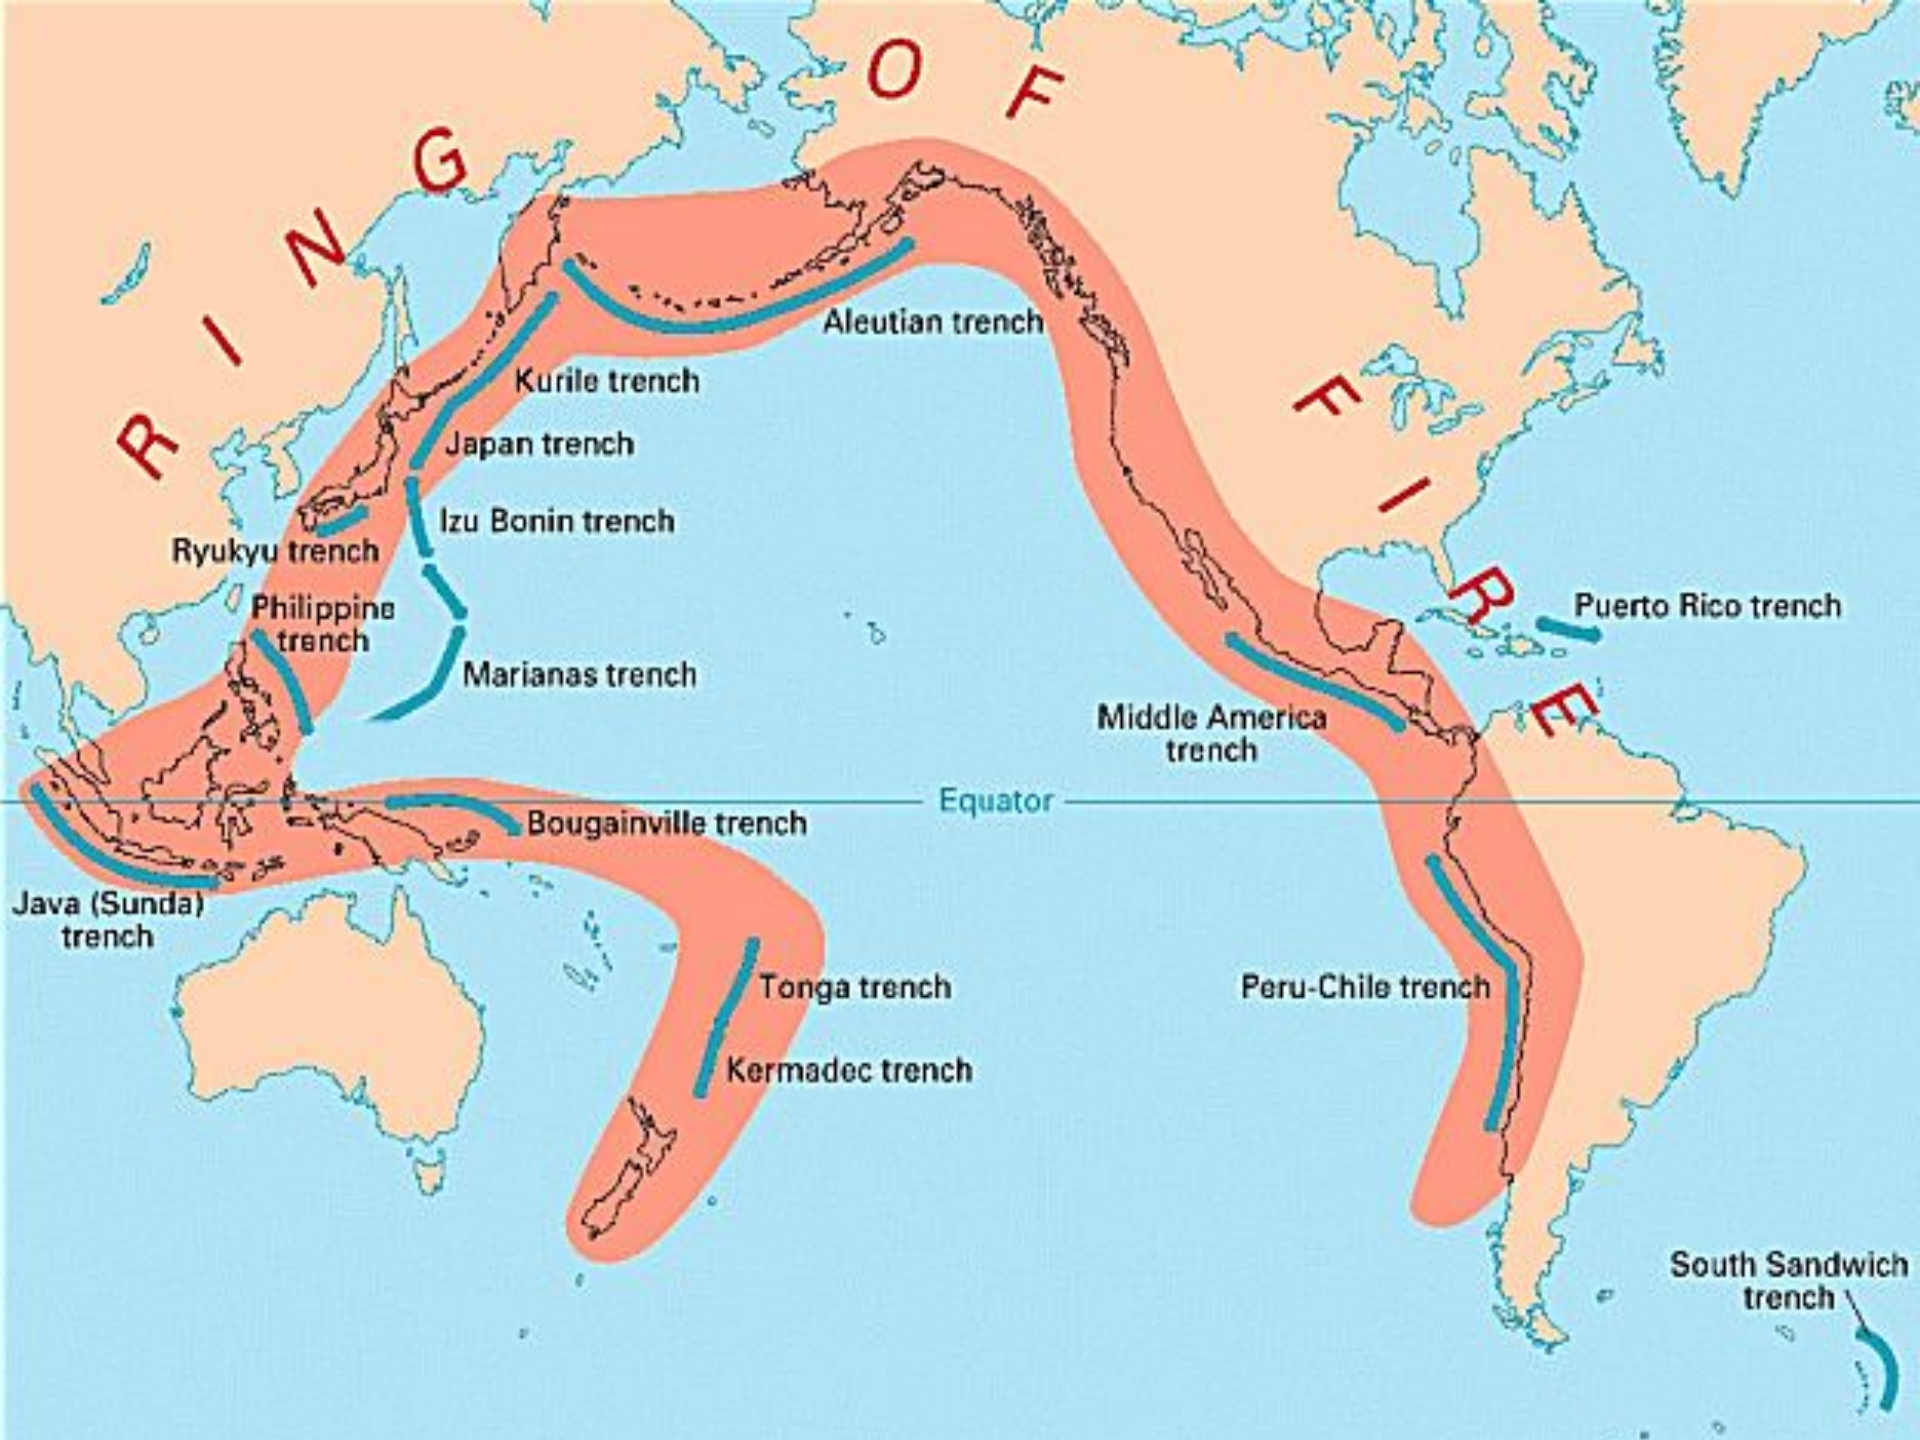 RING OF FIRE
Aleutian trench
Kurile trench
Japan trench
Izu Bonin trench
Ryukyu trench
Philippine
trench
Marianas trench
Puerto Rico trench
Middle America
trench
Equator
Bougainville trench
Java (Sunda)
trench
Tonga trench
Peru-Chile trench
Kermadec trench
South Sandwich
trench